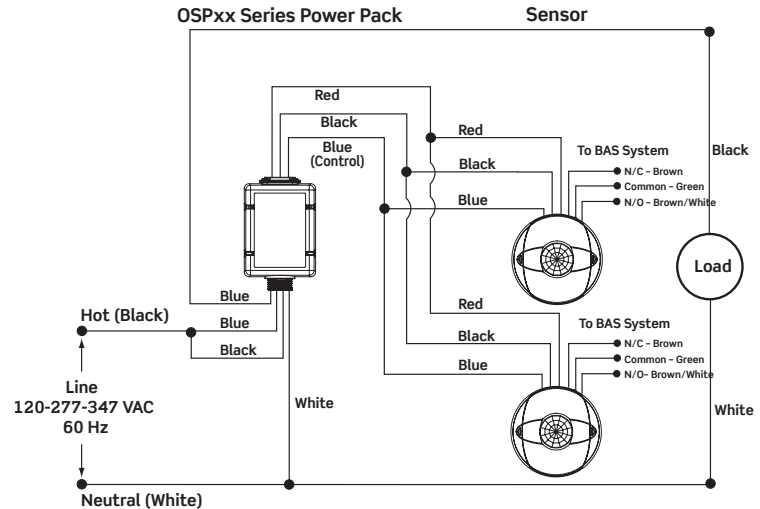 OSPxx Series Power Pack
Sensor
Red
Black
Blue
(Control)
Red
Black
Blue
To BAS System
N/C – Brown
Common – Green
N/O – Brown/White
Black
Load
Blue
Hot (Black)
Blue
Black
Line
120-277-347 VAC
60 Hz
White
Red
Black
Blue
To BAS System
N/C – Brown
Common – Green
N/O– Brown/White
White
Neutral (White)